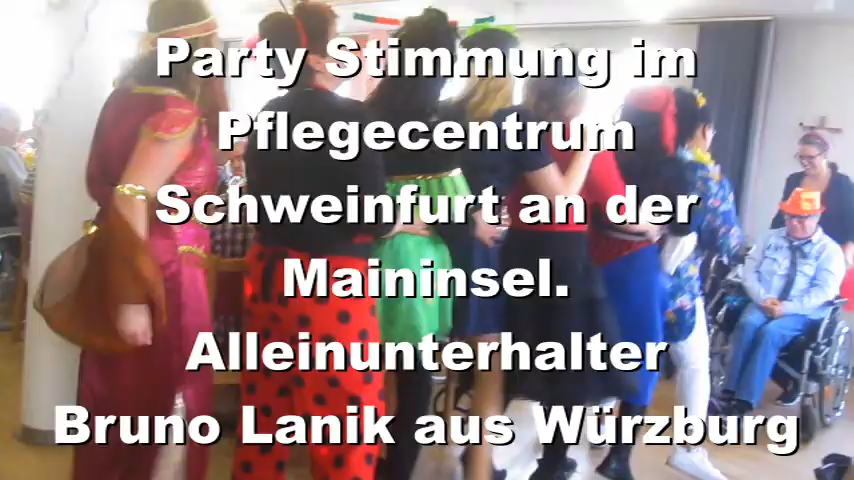 Party Stimmung im
Pflegecentrum
Schweinfurt an der
Maininsel.
Alleinunterhalter
Bruno Lanik aus Würzburg